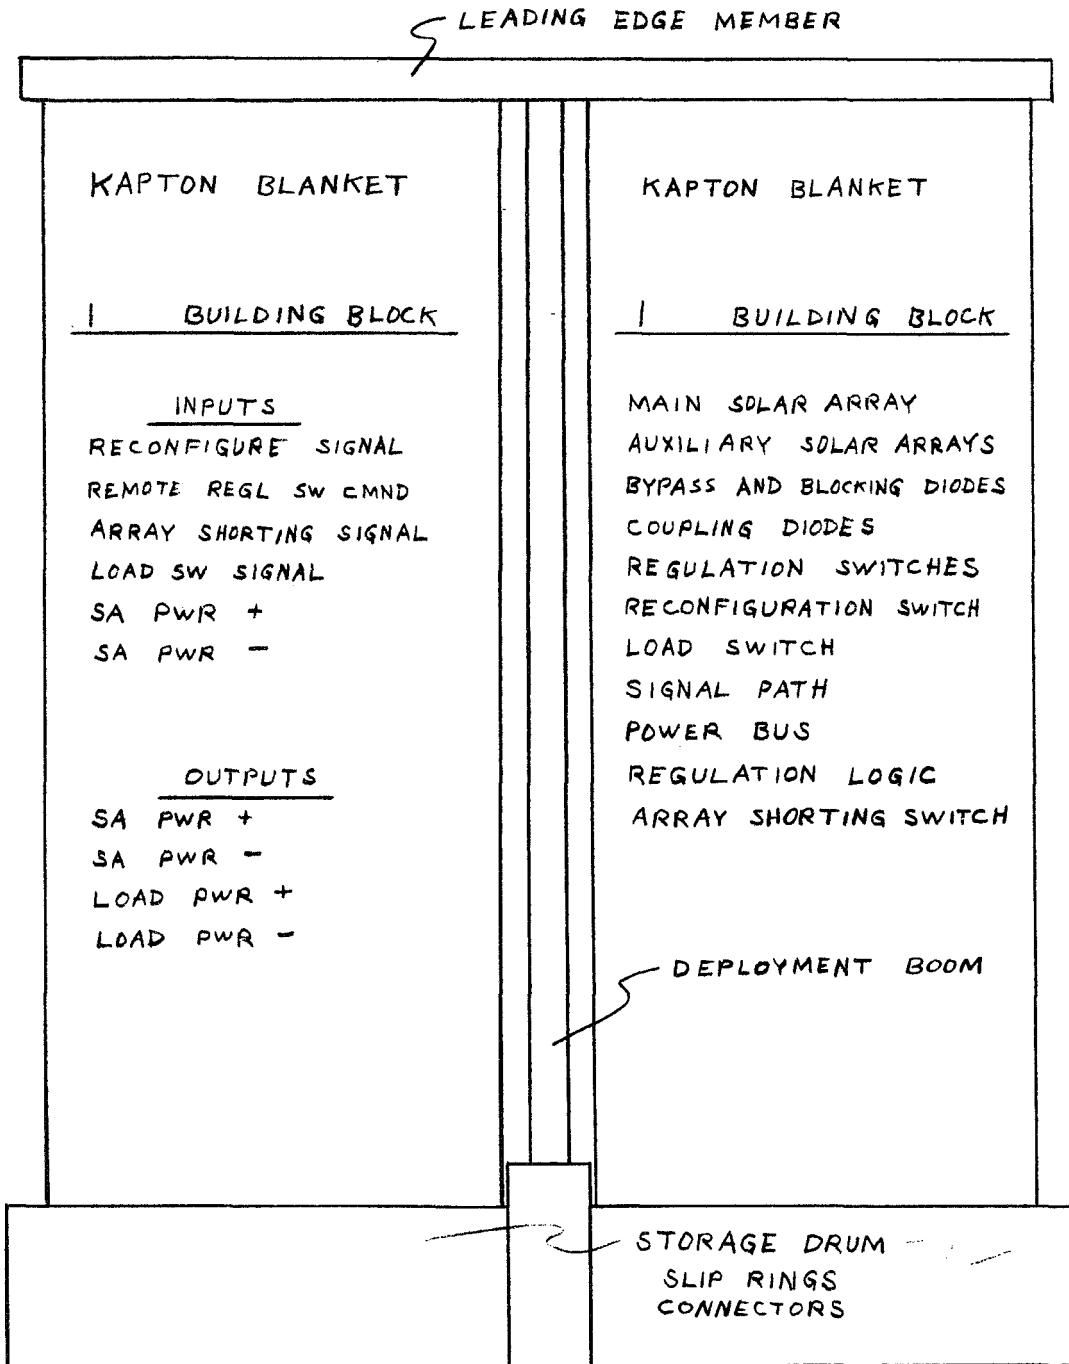 LEADING EDGE MEMBER
KAPTON BLANKET
1 BUILDING BLOCK
INPUTS
RECONFIGURE SIGNAL
REMOTE REGL SW CMND
ARRAY SHORTING SIGNAL
LOAD SW SIGNAL
SA PWR +
SA PWR -
OUTPUTS
SA PWR +
SA PWR -
LOAD PWR +
LOAD PWR -
KAPTON BLANKET
1 BUILDING BLOCK
MAIN SOLAR ARRAY
AUXILIARY SOLAR ARRAYS
BYPASS AND BLOCKING DIODES
COUPLING DIODES
REGULATION SWITCHES
RECONFIGURATION SWITCH
LOAD SWITCH
SIGNAL PATH
POWER BUS
REGULATION LOGIC
ARRAY SHORTING SWITCH
DEPLOYMENT BOOM
STORAGE DRUM
SLIP RINGS
CONNECTORS